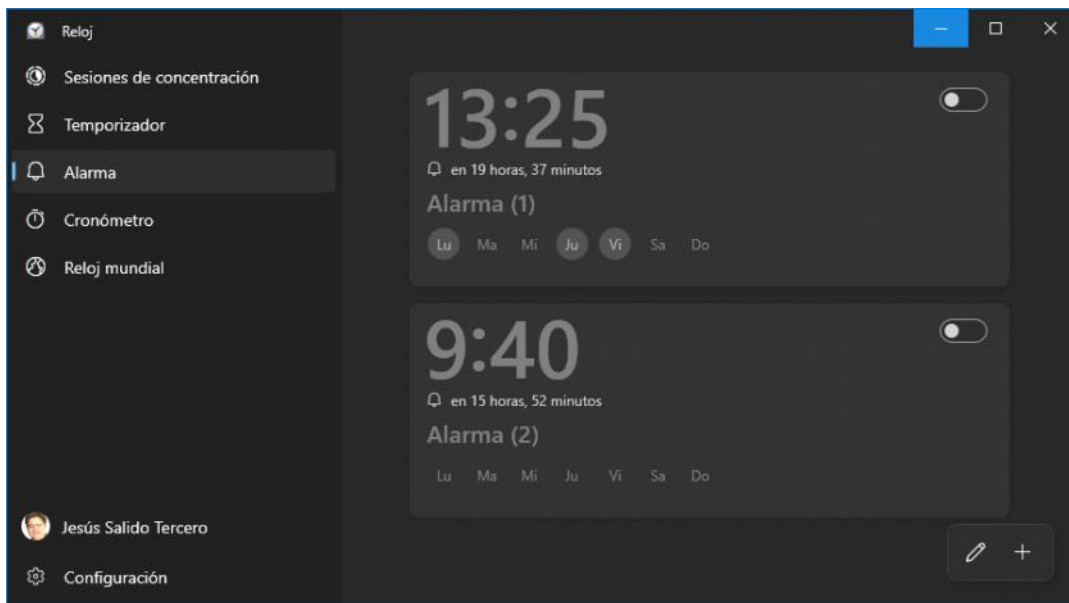 Reloj
Sesiones de concentración
Temporizador
Alarma
Cronómetro
Reloj mundial
Jesús Salido Tercero
Configuración
13:25
en 19 horas, 37 minutos
Alarma (1)
Lu Ma Mi Ju Vi Sa Do
9:40
en 15 horas, 52 minutos
Alarma (2)
Lu Ma Mi Ju Vi Sa Do